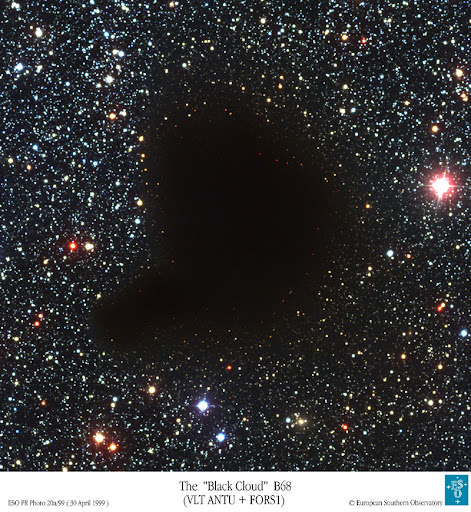 The "Black Cloud" B68
(VLT ANTU + FORS1)
ESO PR Photo 20a/99 ( 30 April 1999 )
© European Southern Observatory
ESO